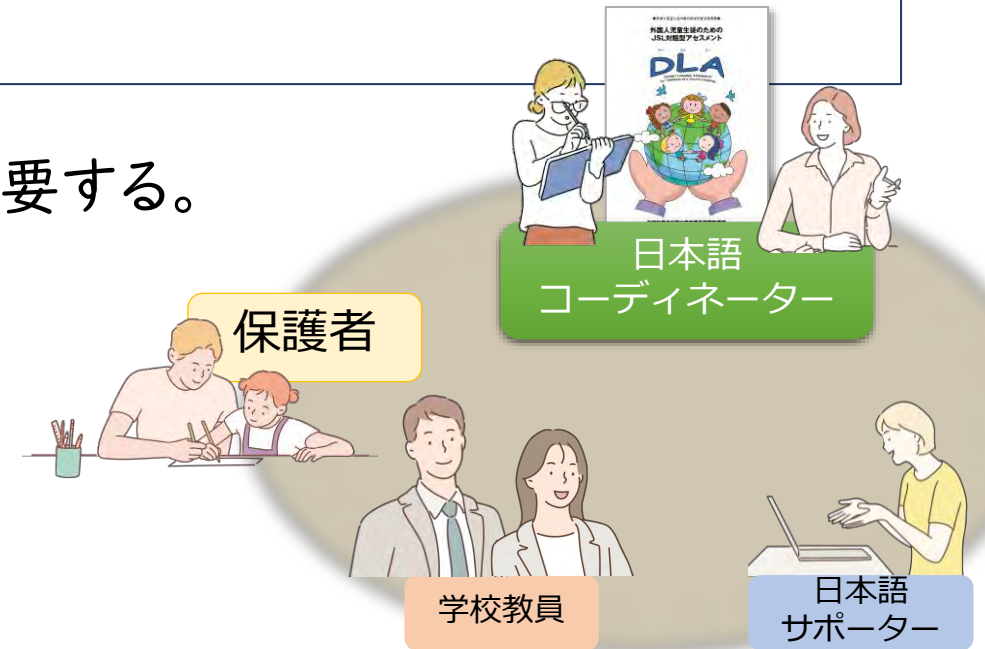 外国人児童生徒のための
JSL対話型アセスメント
DLA
要する。
日本語
コーディネーター
保護者
学校教員
日本語
サポーター